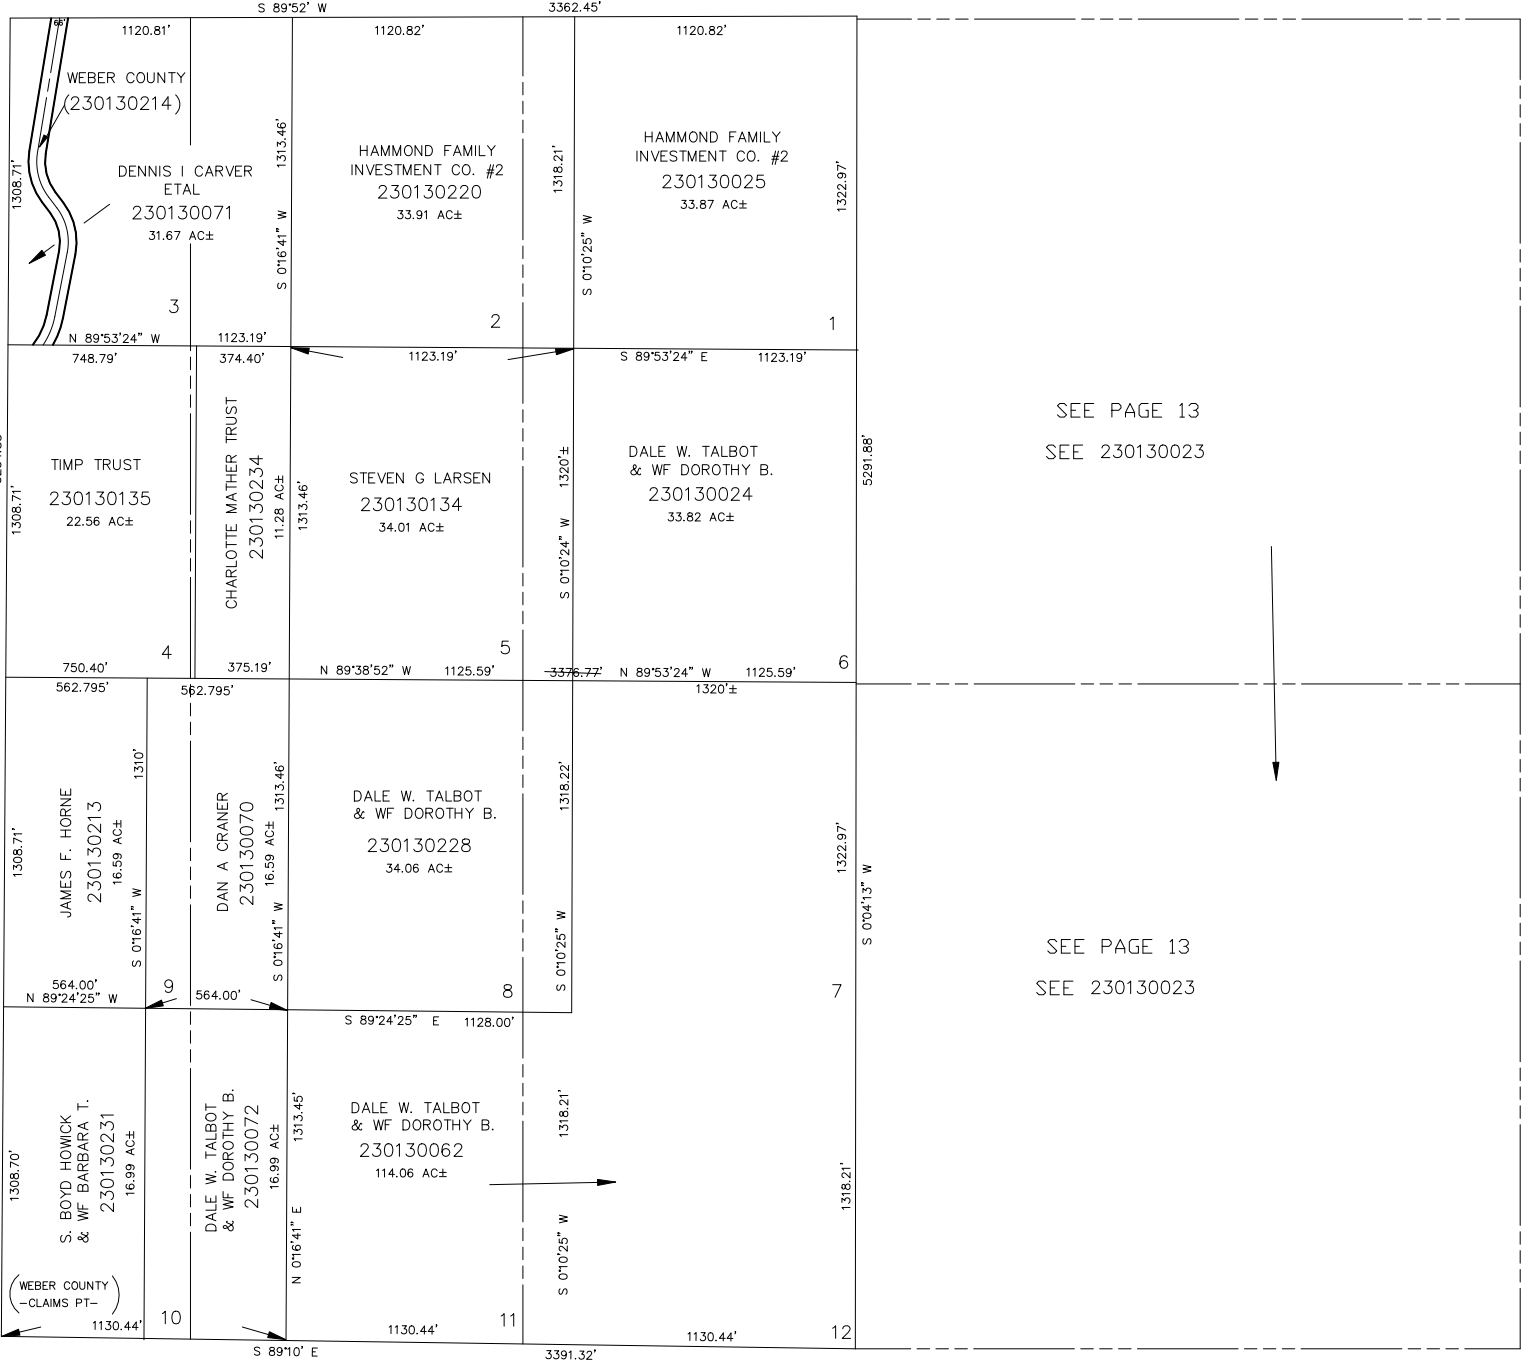 S 89°52' W
3362.45'
66'
1120.81'
1120.82'
1120.82'
WEBER COUNTY
(230130214)
DENNIS I CARVER
ETAL
230130071
31.67 AC±
1308.71'
1313.46'
S 0°16'41" W
HAMMOND FAMILY
INVESTMENT CO. #2
230130220
33.91 AC±
1318.21'
S 0°10'25" W
HAMMOND FAMILY
INVESTMENT CO. #2
230130025
33.87 AC±
1322.97'
3
2
1
N 89°53'24" W
1123.19'
748.79'
374.40'
1123.19'
S 89°53'24" E
1123.19'
SEE PAGE 13
SEE 230130023
TIMP TRUST
230130135
22.56 AC±
1308.71'
CHARLOTTE MATHER TRUST
230130234
11.28 AC±
1313.46'
STEVEN G LARSEN
230130134
34.01 AC±
1320'±
S 0°10'24" W
DALE W. TALBOT
& WF DOROTHY B.
230130024
33.82 AC±
5291.88'
4
5
6
750.40'
375.19'
N 89°38'52" W
1125.59'
3376.77'
N 89°53'24" W
1125.59'
562.795'
562.795'
1320'±
1308.71'
JAMES F. HORNE
230130213
16.59 AC±
1310'
S 0°16'41" W
DAN A CRANER
230130070
16.59 AC±
1313.46'
S 0°16'41" W
DALE W. TALBOT
& WF DOROTHY B.
230130228
34.06 AC±
1318.22'
S 0°10'25" W
1322.97'
S 0°04'13" W
SEE PAGE 13
SEE 230130023
564.00'
N 89°24'25" W
9
564.00'
8
7
S 89°24'25" E
1128.00'
1308.70'
S. BOYD HOWICK
& WF BARBARA T.
230130231
16.99 AC±
DALE W. TALBOT
& WF DOROTHY B.
230130072
16.99 AC±
1313.45'
N 0°16'41" E
DALE W. TALBOT
& WF DOROTHY B.
230130062
114.06 AC±
1318.21'
S 0°10'25" W
1318.21'
(WEBER COUNTY
-CLAIMS PT-)
1130.44'
10
1130.44'
11
1130.44'
12
S 89°10' E
3391.32'